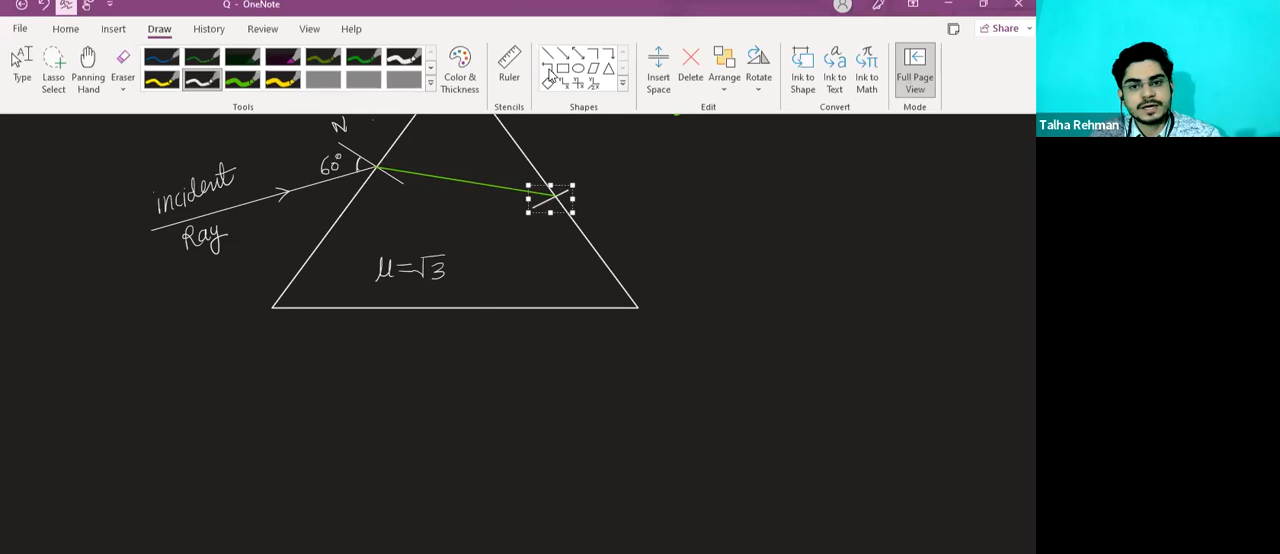 Q - OneNote
File Home Insert Draw History Review View Help Share
Type Lasso Select Panning Hand Eraser Color & Thickness Ruler Insert Space Delete Arrange Rotate Ink to Shape Ink to Text Ink to Math Full Page View
Tools Stencils Shapes Edit Convert Mode
Talha Rehman
N
60°
incident
Ray
μ=√3